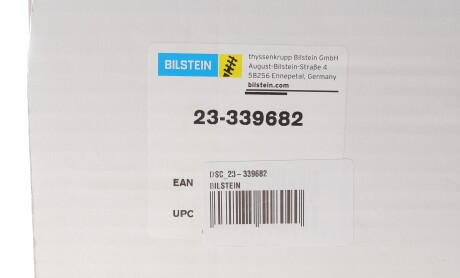 BILSTEIN
thyssenkrupp Bilstein GmbH
August-Bilstein-Straße 4
58256 Ennepetal, Germany
bilstein.com
23-339682
EAN
DSC_23-339682
BILSTEIN
UPC